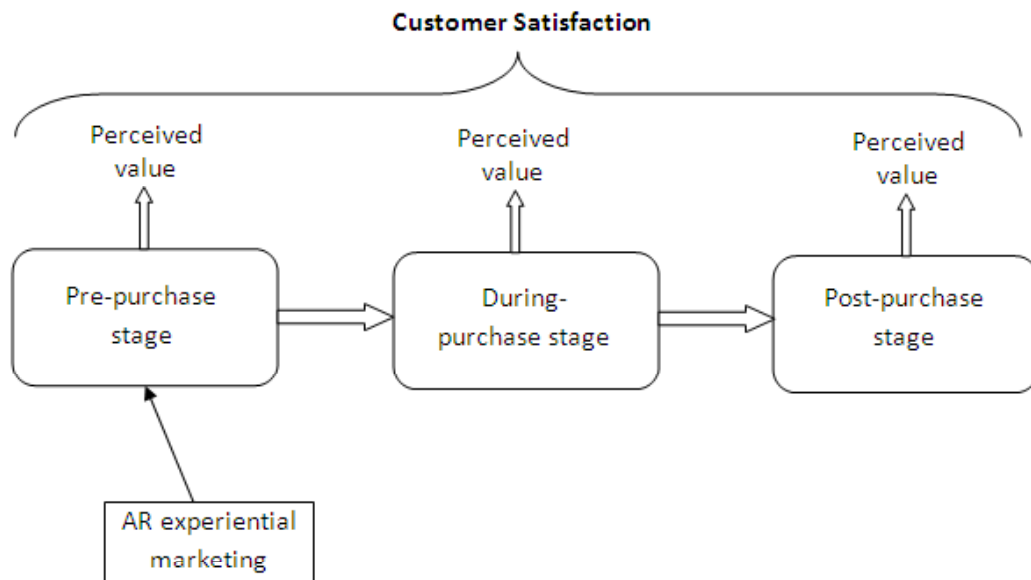 Customer Satisfaction
Perceived
value
Perceived
value
Perceived
value
Pre-purchase
stage
During-
purchase stage
Post-purchase
stage
AR experiential
marketing